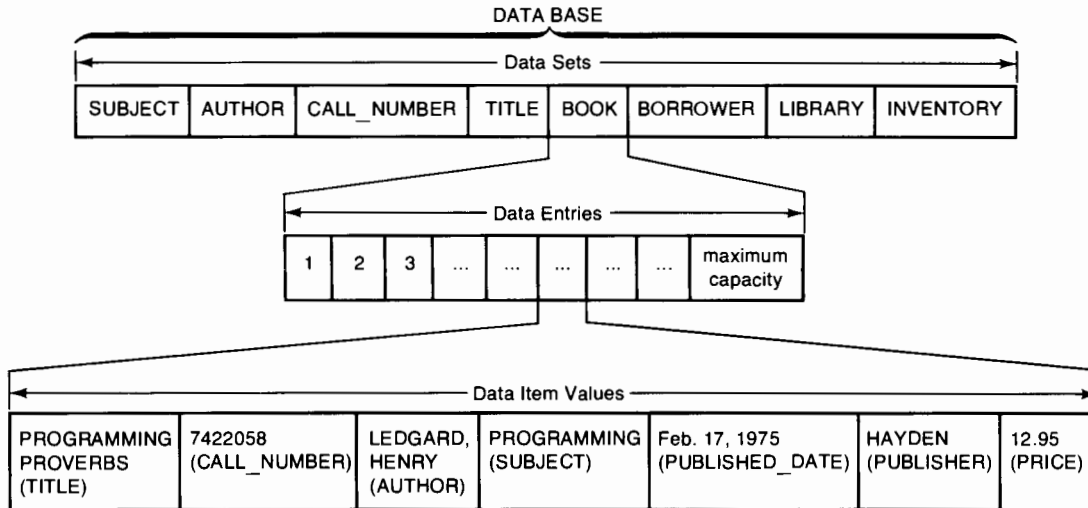 DATA BASE
Data Sets
SUBJECT AUTHOR CALL_NUMBER TITLE BOOK BORROWER LIBRARY INVENTORY
Data Entries
1 2 3 ... ... ... ... ... maximum
capacity
Data Item Values
PROGRAMMING
PROVERBS
(TITLE)
7422058
(CALL_NUMBER)
LEDGARD,
HENRY
(AUTHOR)
PROGRAMMING
(SUBJECT)
Feb. 17, 1975
(PUBLISHED_DATE)
HAYDEN
(PUBLISHER)
12.95
(PRICE)